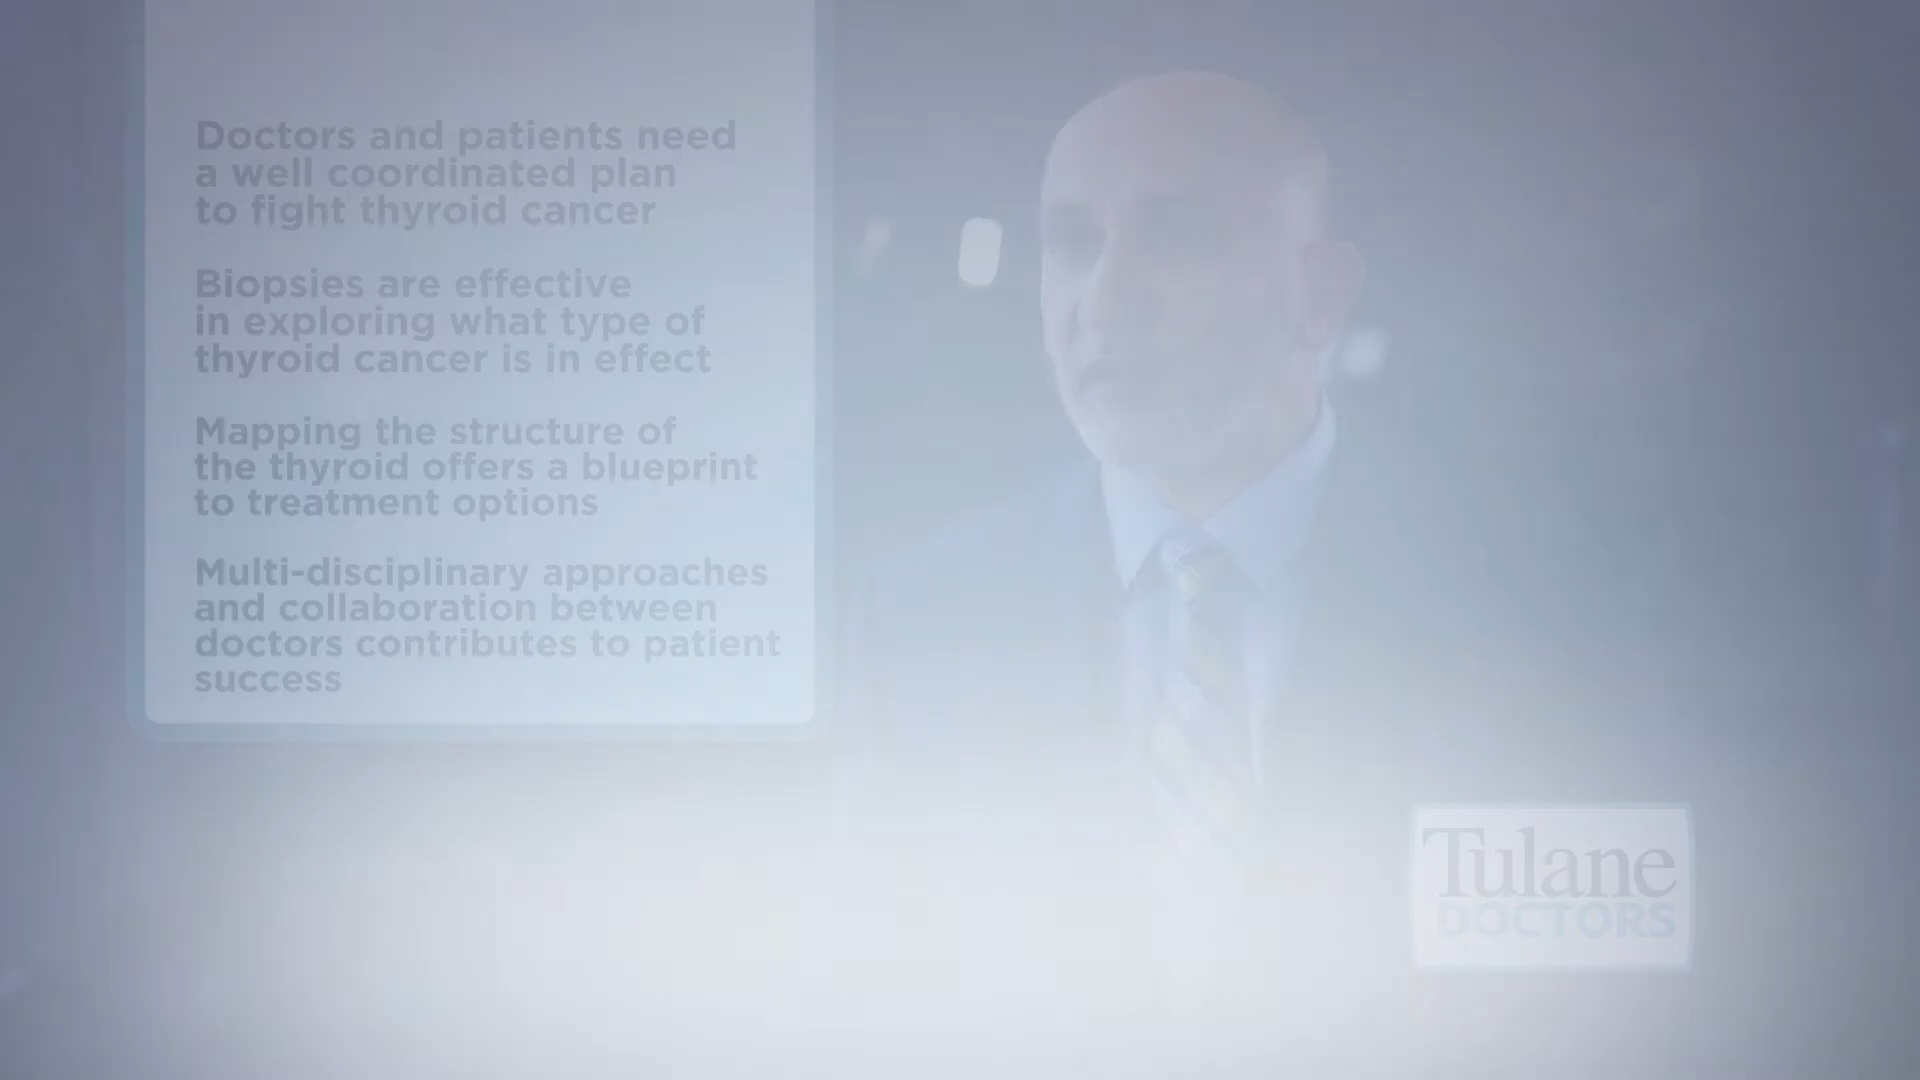 Doctors and patients need
a well coordinated plan
to fight thyroid cancer
Biopsies are effective
in exploring what type of
thyroid cancer is in effect
Mapping the structure of
the thyroid offers a blueprint
to treatment options
Multi-disciplinary approaches
and collaboration between
doctors contributes to patient
success
Tulane
DOCTORS